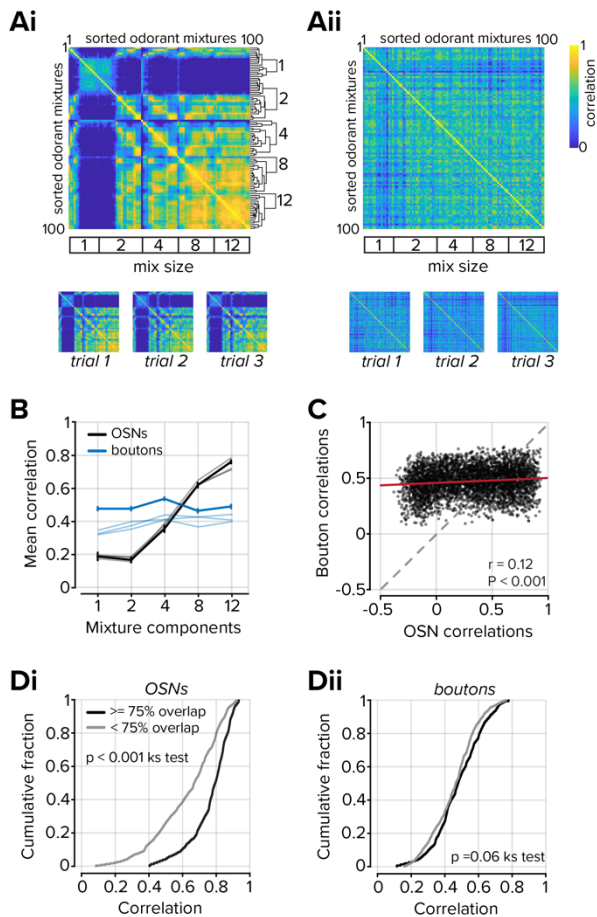 Ai
1 sorted odorant mixtures 100
1
sorted odorant mixtures
100
1
2
4
8
12
1 2 4 8 12
mix size
trial 1 trial 2 trial 3
Aii
1 sorted odorant mixtures 100
1
sorted odorant mixtures
100
1 2 4 8 12
mix size
1
correlation
0
trial 1 trial 2 trial 3
B
OSNs
boutons
Mean correlation
1
0.8
0.6
0.4
0.2
0
1 2 4 8 12
Mixture components
C
Bouton correlations
1
0.5
0
-0.5
r = 0.12
P < 0.001
-0.5 0 0.5 1
OSN correlations
Di
OSNs
>= 75% overlap
< 75% overlap
p < 0.001 ks test
Cumulative fraction
1
0.8
0.6
0.4
0.2
0
0 0.2 0.4 0.6 0.8 1
Correlation
Dii
boutons
Cumulative fraction
1
0.8
0.6
0.4
0.2
0
p =0.06 ks test
0 0.2 0.4 0.6 0.8 1
Correlation